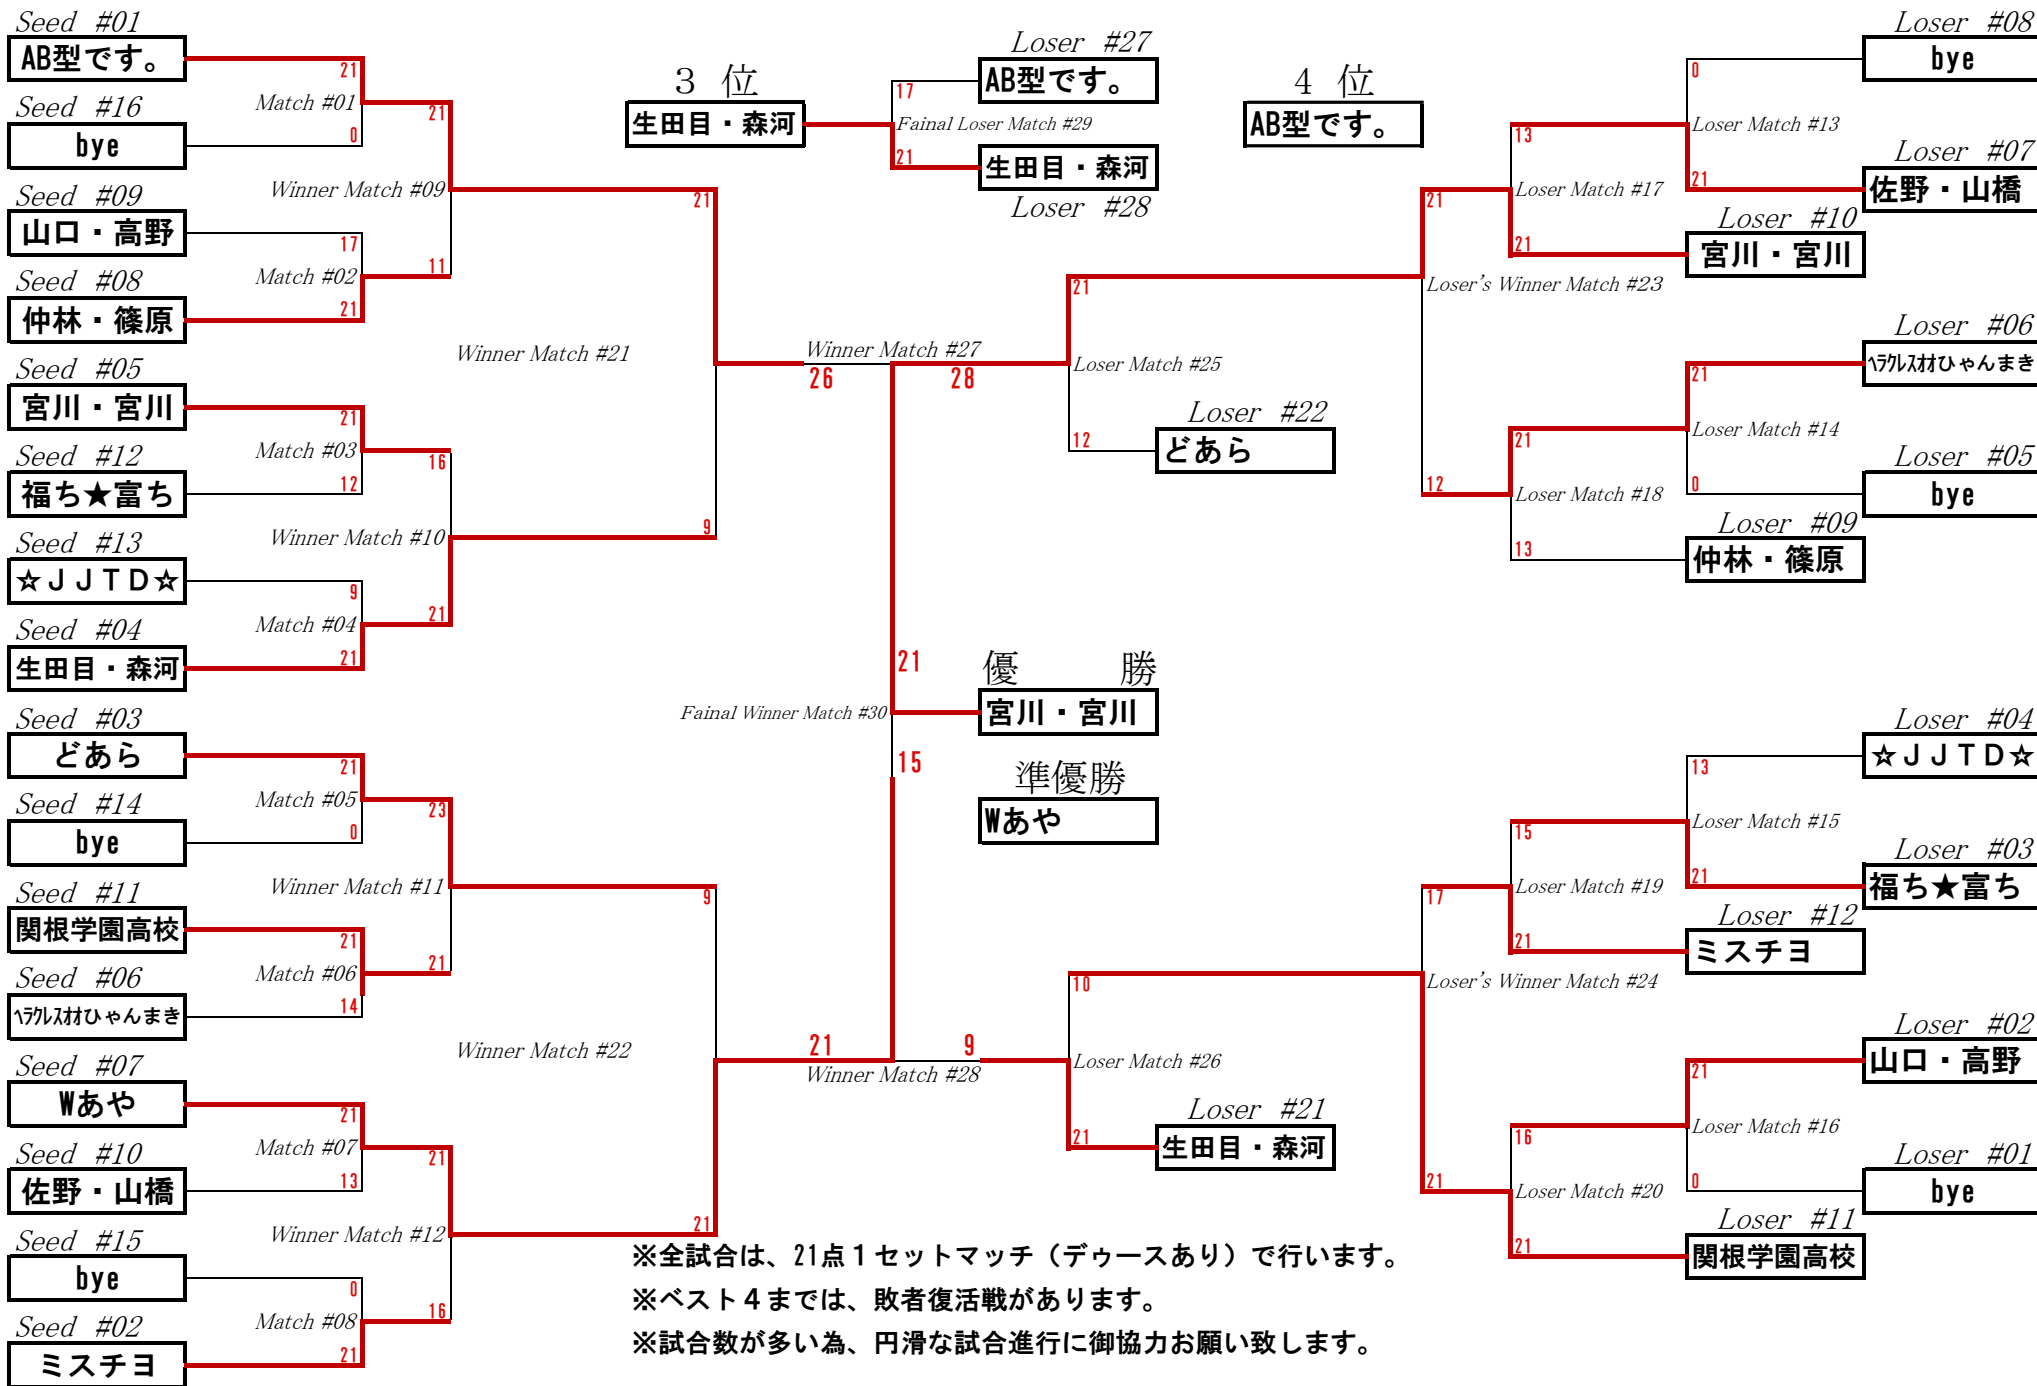 Seed #01
AB型です。
21
Match #01
Seed #16
0
bye
21
Winner Match #09
Seed #09
山口・高野
17
Match #02
11
Seed #08
21
仲林・篠原
21
Winner Match #21
Seed #05
宮川・宮川
21
Match #03
Seed #12
12
福ち★富ち
16
Winner Match #10
Seed #13
☆ＪＪＴＤ☆
9
Match #04
21
Seed #04
21
生田目・森河
9
Seed #03
どあら
21
Match #05
Seed #14
0
bye
23
Winner Match #11
Seed #11
関根学園高校
21
Match #06
21
Seed #06
14
ﾍﾗｸﾚｽｵｵひゃんまき
9
Winner Match #22
Seed #07
Wあや
21
Match #07
Seed #10
13
佐野・山橋
21
Winner Match #12
Seed #15
bye
0
Match #08
16
Seed #02
21
ミスチヨ
21
3 位
生田目・森河
Loser #27
AB型です。
17
Fainal Loser Match #29
21
生田目・森河
Loser #28
4 位
AB型です。
Winner Match #27
26
28
21
Fainal Winner Match #30
15
優 勝
宮川・宮川
準優勝
Wあや
21
9
Winner Match #28
21
Loser Match #25
Loser #22
12
どあら
10
Loser Match #26
Loser #21
21
生田目・森河
Loser #08
bye
0
Loser Match #13
Loser #07
21
佐野・山橋
13
Loser Match #17
Loser #10
21
宮川・宮川
21
Loser's Winner Match #23
12
Loser #06
ﾍﾗｸﾚｽｵｵひゃんまき
21
Loser Match #14
Loser #05
0
bye
21
Loser Match #18
Loser #09
13
仲林・篠原
Loser #04
☆ＪＪＴＤ☆
13
Loser Match #15
Loser #03
21
福ち★富ち
15
Loser Match #19
Loser #12
21
ミスチヨ
17
Loser's Winner Match #24
21
Loser #02
山口・高野
21
Loser Match #16
Loser #01
0
bye
16
Loser Match #20
Loser #11
21
関根学園高校
※全試合は、21点１セットマッチ（デゥースあり）で行います。
※ベスト４までは、敗者復活戦があります。
※試合数が多い為、円滑な試合進行に御協力お願い致します。